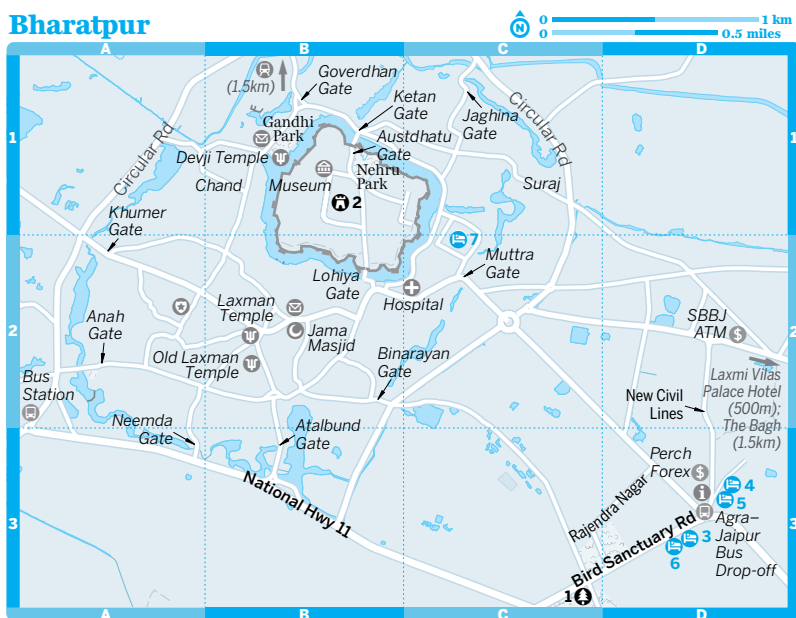 Bharatpur
N
0 1 km
0 0.5 miles
A B C D
1
2
3
1
2
3
A B C D
(1.5km)
Goverdhan
Gate
Ketan
Gate
Jaghina
Gate
Circular Rd
Circular Rd
Gandhi
Park
Austdhatu
Gate
Devji Temple
Nehru
Park
Chand
Museum
Suraj
2
Khumer
Gate
7
Muttra
Gate
Lohiya
Gate
Hospital
Laxman
Temple
Jama
Masjid
SBBJ
ATM
$
Anah
Gate
Old Laxman
Temple
Binarayan
Gate
Bus
Station
Laxmi Vilas
Palace Hotel
(500m);
The Bagh
(1.5km)
New Civil
Lines
Neemda
Gate
Atalbund
Gate
Perch
Forex
$
i
4
5
National Hwy 11
Rajendra Nagar
Bird Sanctuary Rd
3
6
Agra–
Jaipur
Bus
Drop-off
1